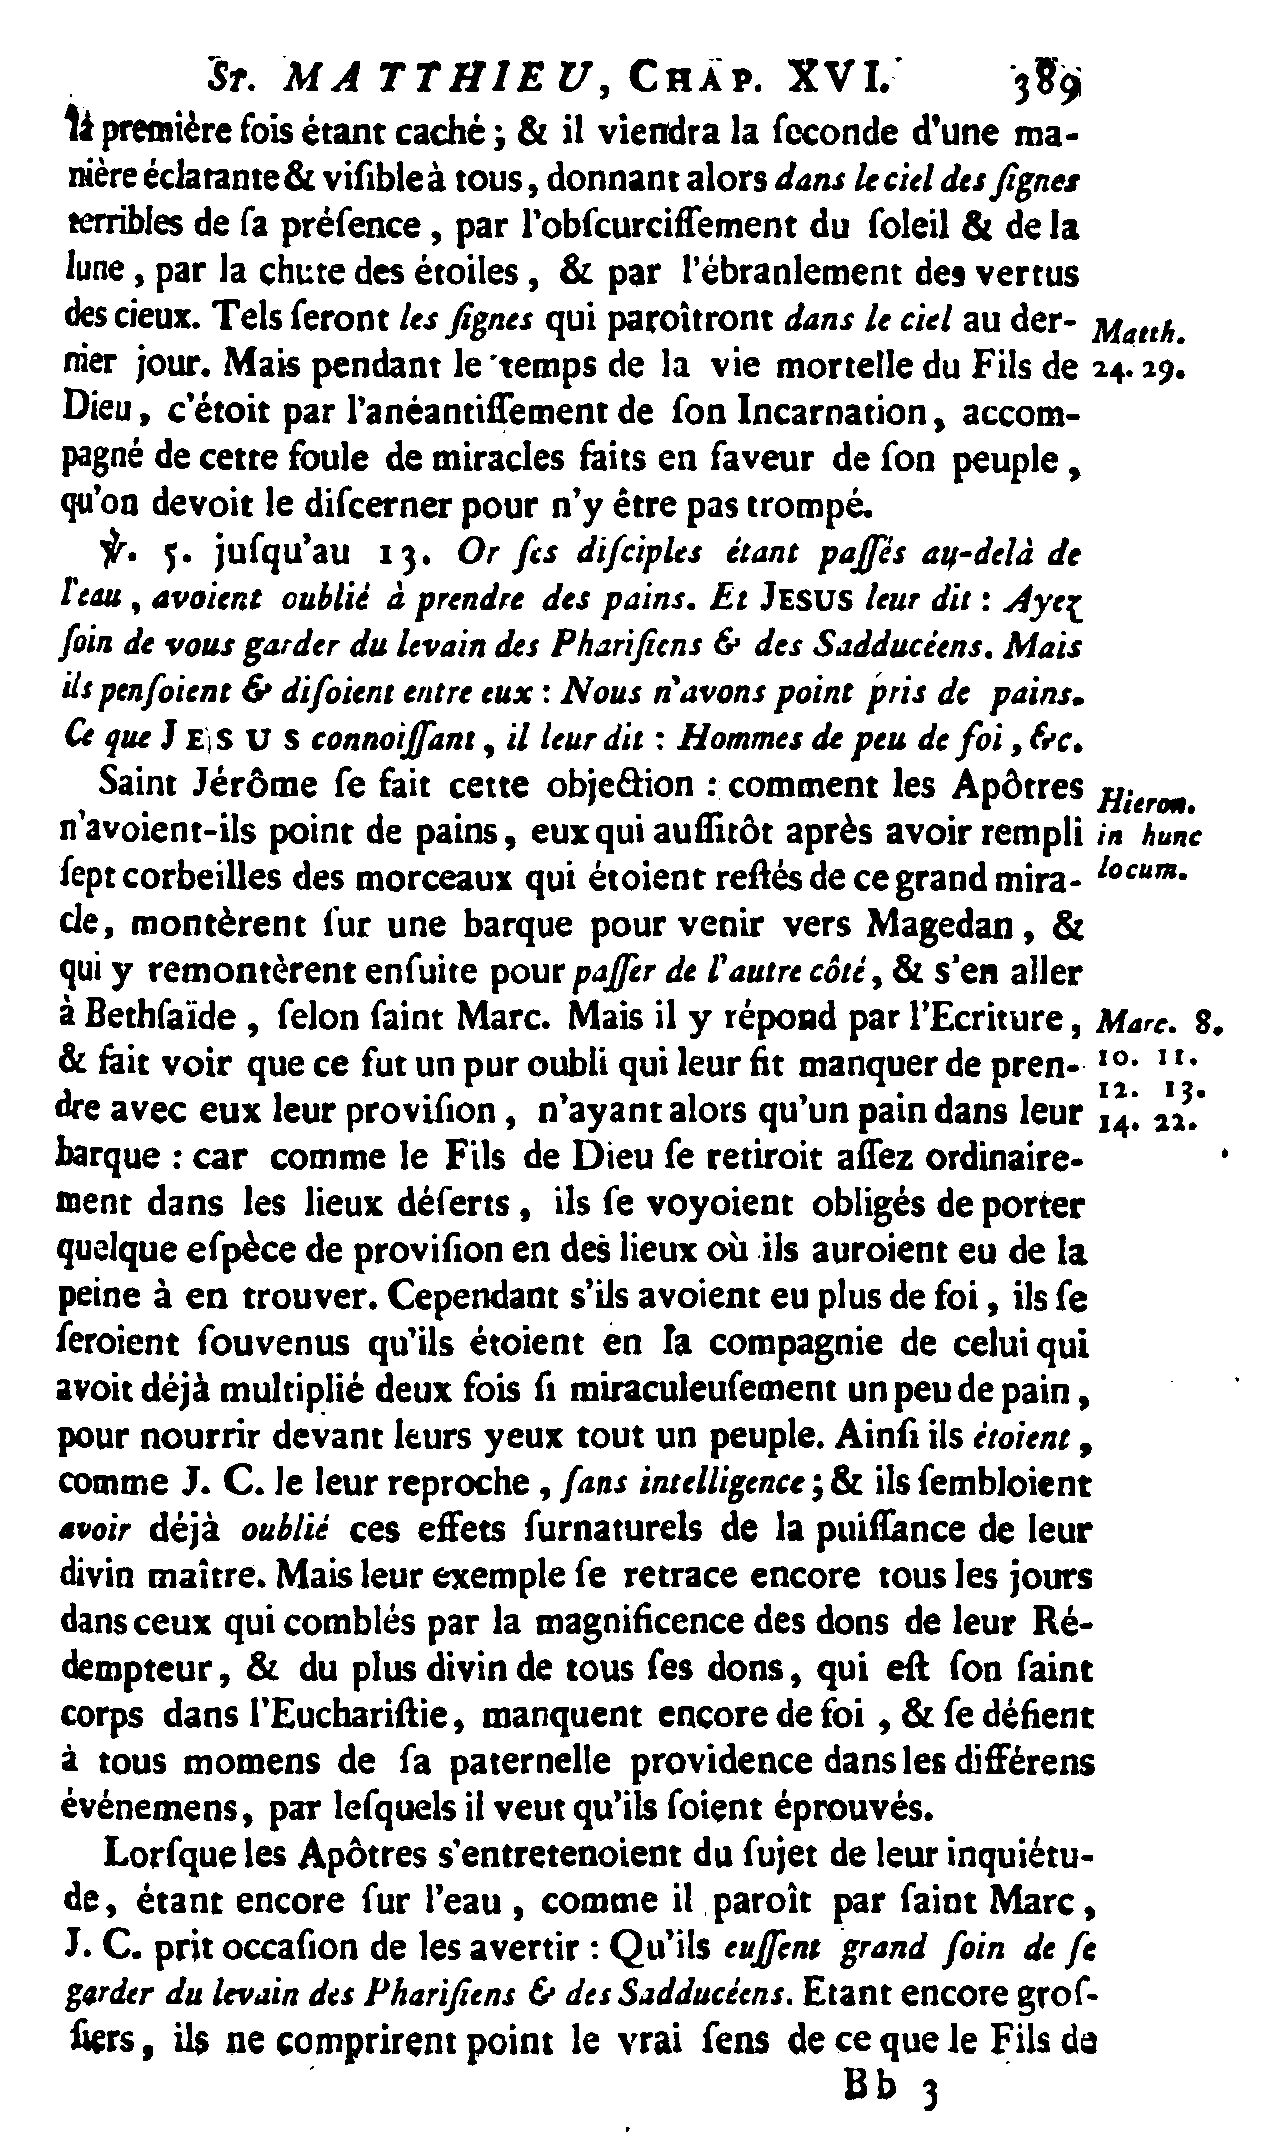 St. MATTHIEU, CHAP. XVI. 389
la première fois étant caché ; & il viendra la ſeconde d'une ma-
nière éclatante & viſible à tous, donnant alors dans le ciel des ſignes
terribles de ſa préſence, par l'obſcurciſſement du ſoleil & de la
lune, par la chute des étoiles, & par l'ébranlement des vertus
des cieux. Tels ſeront les ſignes qui paroîtront dans le ciel au der-
Matth.
nier jour. Mais pendant le temps de la vie mortelle du Fils de
24. 29.
Dieu, c'étoit par l'anéantiſſement de ſon Incarnation, accom-
pagné de cette foule de miracles faits en faveur de ſon peuple,
qu'on devoit le diſcerner pour n'y être pas trompé.
℣. 5. juſqu'au 13. Or ſes diſciples étant paſſés au-delà de
l'eau, avoient oublié à prendre des pains. Et JESUS leur dit : Ayez
ſoin de vous garder du levain des Phariſiens & des Sadducéens. Mais
ils penſoient & diſoient entre eux : Nous n'avons point pris de pains.
Ce que JESUS connoiſſant, il leur dit : Hommes de peu de foi, &c.
Saint Jérôme ſe fait cette objection : comment les Apôtres
Hieron.
n'avoient-ils point de pains, eux qui auſſitôt après avoir rempli
in hunc
ſept corbeilles des morceaux qui étoient reſtés de ce grand mira-
locum.
cle, montèrent ſur une barque pour venir vers Magedan, &
qui y remontèrent enſuite pour paſſer de l'autre côté, & s'en aller
à Bethſaïde, ſelon ſaint Marc. Mais il y répond par l'Ecriture,
Marc. 8.
& fait voir que ce fut un pur oubli qui leur fit manquer de pren-
10. 11.
12. 13.
dre avec eux leur proviſion, n'ayant alors qu'un pain dans leur
14. 22.
barque : car comme le Fils de Dieu ſe retiroit aſſez ordinaire-
ment dans les lieux déſerts, ils ſe voyoient obligés de porter
quelque eſpèce de proviſion en des lieux où ils auroient eu de la
peine à en trouver. Cependant s'ils avoient eu plus de foi, ils ſe
ſeroient ſouvenus qu'ils étoient en la compagnie de celui qui
avoit déjà multiplié deux fois ſi miraculeuſement un peu de pain,
pour nourrir devant leurs yeux tout un peuple. Ainſi ils étoient,
comme J. C. le leur reproche, ſans intelligence ; & ils ſembloient
avoir déjà oublié ces effets ſurnaturels de la puiſſance de leur
divin maître. Mais leur exemple ſe retrace encore tous les jours
dans ceux qui comblés par la magnificence des dons de leur Ré-
dempteur, & du plus divin de tous ſes dons, qui eſt ſon ſaint
corps dans l'Euchariſtie, manquent encore de foi, & ſe défient
à tous momens de ſa paternelle providence dans les différens
événemens, par leſquels il veut qu'ils ſoient éprouvés.
Lorſque les Apôtres s'entretenoient du ſujet de leur inquiétu-
de, étant encore ſur l'eau, comme il paroît par ſaint Marc,
J. C. prit occaſion de les avertir : Qu'ils euſſent grand ſoin de ſe
garder du levain des Phariſiens & des Sadducéens. Etant encore groſ-
ſiers, ils ne comprirent point le vrai ſens de ce que le Fils de
Bb 3